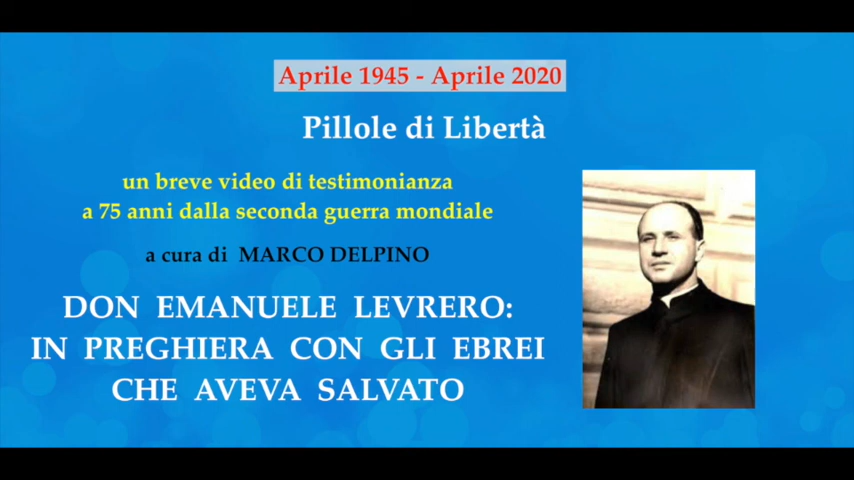 Aprile 1945 - Aprile 2020
Pillole di Libertà
un breve video di testimonianza
a 75 anni dalla seconda guerra mondiale
a cura di MARCO DELPINO
DON EMANUELE LEVRERO:
IN PREGHIERA CON GLI EBREI
CHE AVEVA SALVATO